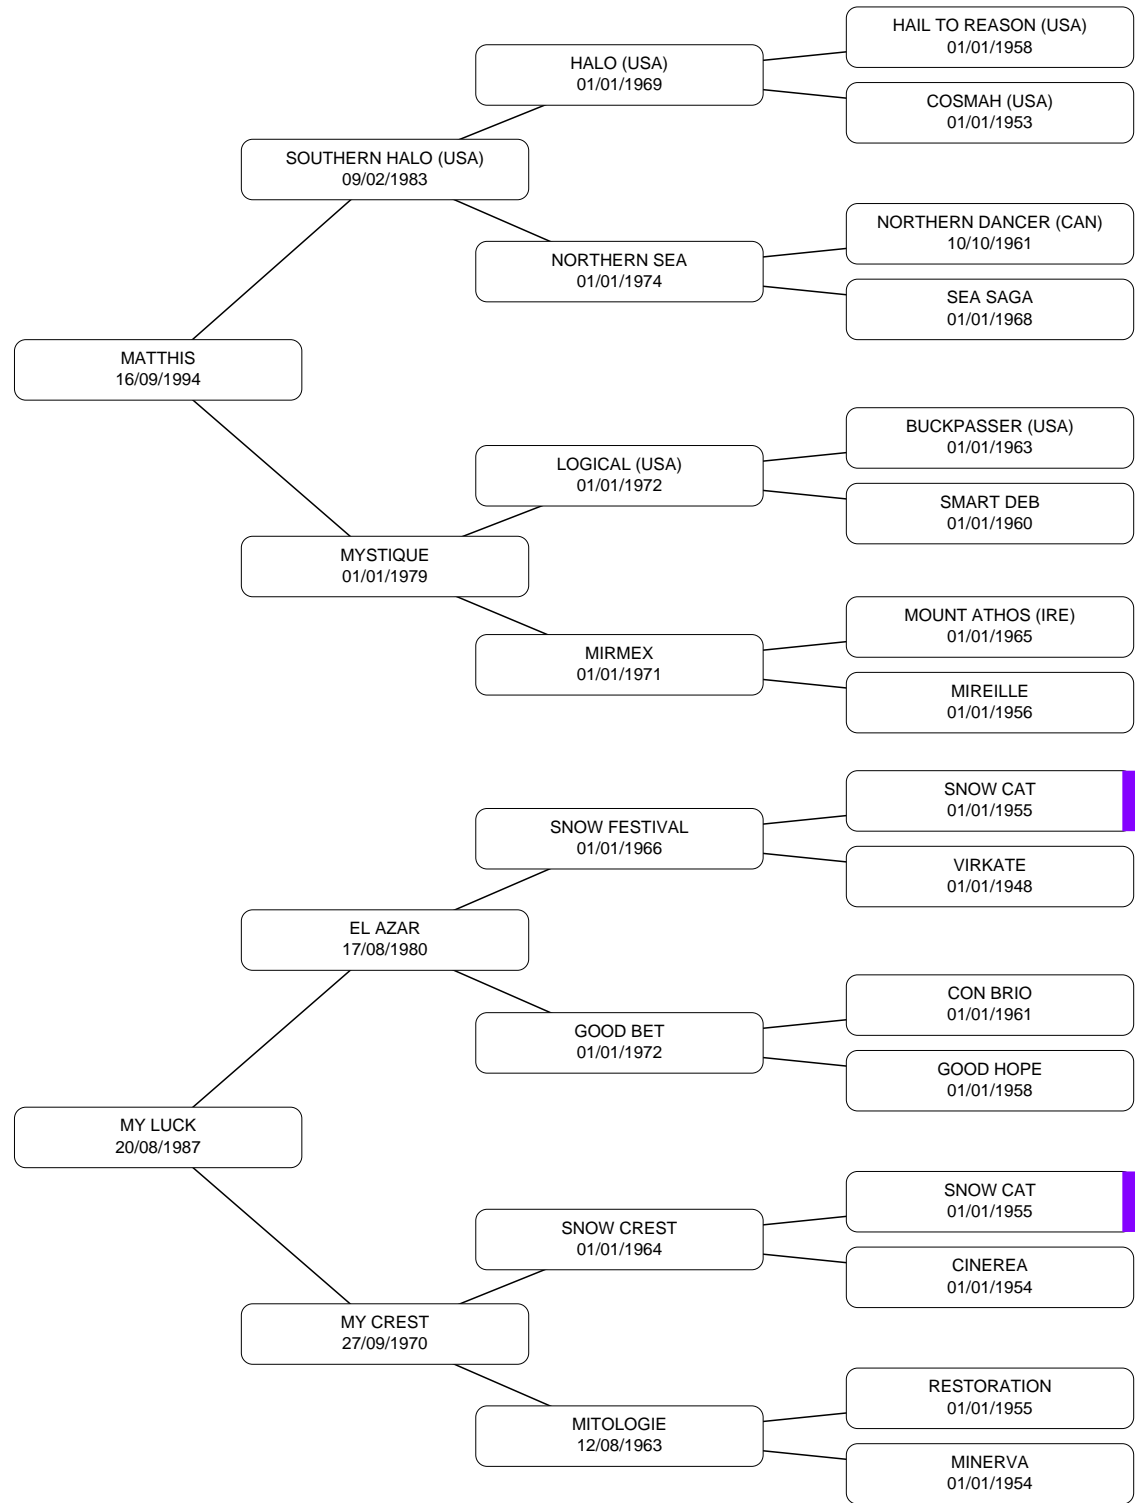 HAIL TO REASON (USA)
01/01/1958
HALO (USA)
01/01/1969
COSMAH (USA)
01/01/1953
SOUTHERN HALO (USA)
09/02/1983
NORTHERN DANCER (CAN)
10/10/1961
NORTHERN SEA
01/01/1974
SEA SAGA
01/01/1968
MATTHIS
16/09/1994
BUCKPASSER (USA)
01/01/1963
LOGICAL (USA)
01/01/1972
SMART DEB
01/01/1960
MYSTIQUE
01/01/1979
MOUNT ATHOS (IRE)
01/01/1965
MIRMEX
01/01/1971
MIREILLE
01/01/1956
SNOW CAT
01/01/1955
SNOW FESTIVAL
01/01/1966
VIRKATE
01/01/1948
EL AZAR
17/08/1980
CON BRIO
01/01/1961
GOOD BET
01/01/1972
GOOD HOPE
01/01/1958
MY LUCK
20/08/1987
SNOW CAT
01/01/1955
SNOW CREST
01/01/1964
CINEREA
01/01/1954
MY CREST
27/09/1970
RESTORATION
01/01/1955
MITOLOGIE
12/08/1963
MINERVA
01/01/1954